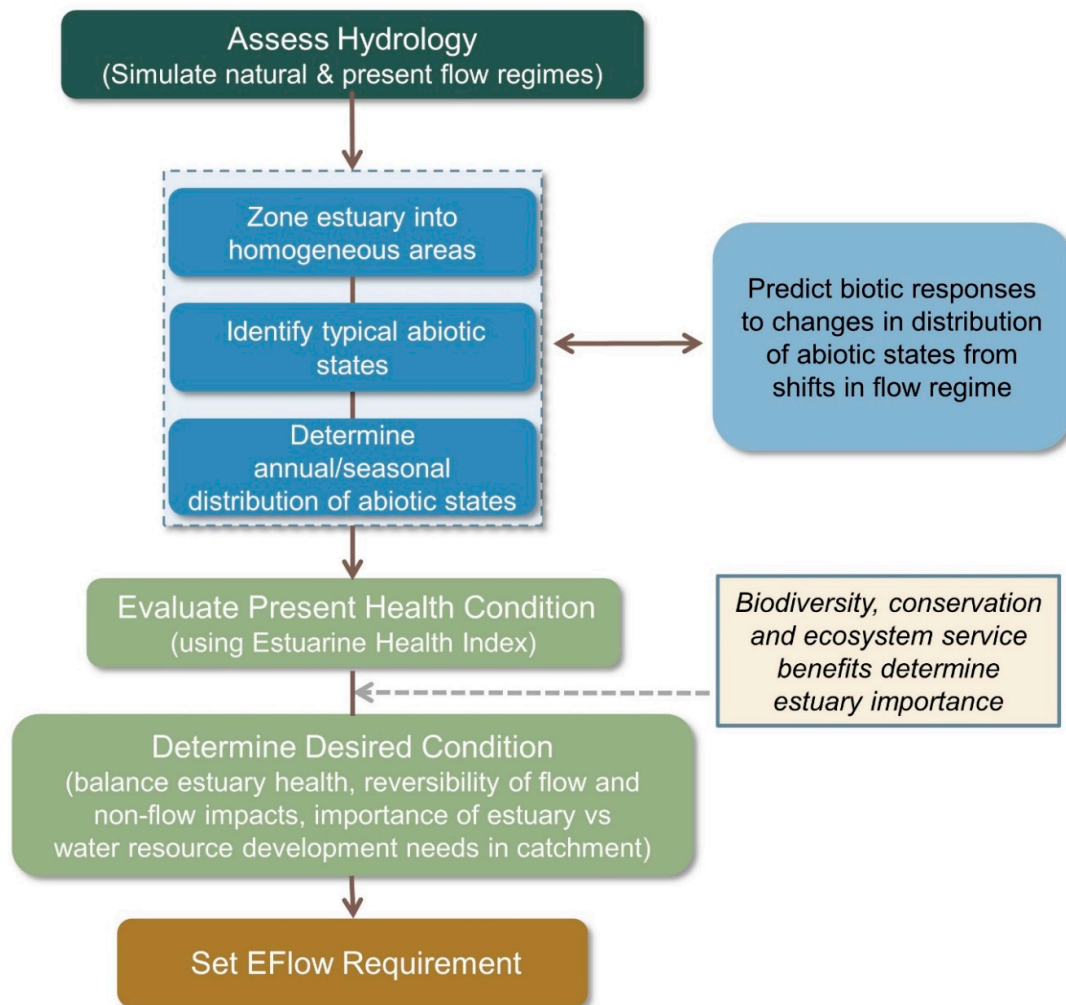 Assess Hydrology
(Simulate natural & present flow regimes)
Zone estuary into
homogeneous areas
Identify typical abiotic
states
Determine
annual/seasonal
distribution of abiotic states
Predict biotic responses
to changes in distribution
of abiotic states from
shifts in flow regime
Evaluate Present Health Condition
(using Estuarine Health Index)
Biodiversity, conservation
and ecosystem service
benefits determine
estuary importance
Determine Desired Condition
(balance estuary health, reversibility of flow and
non-flow impacts, importance of estuary vs
water resource development needs in catchment)
Set EFlow Requirement